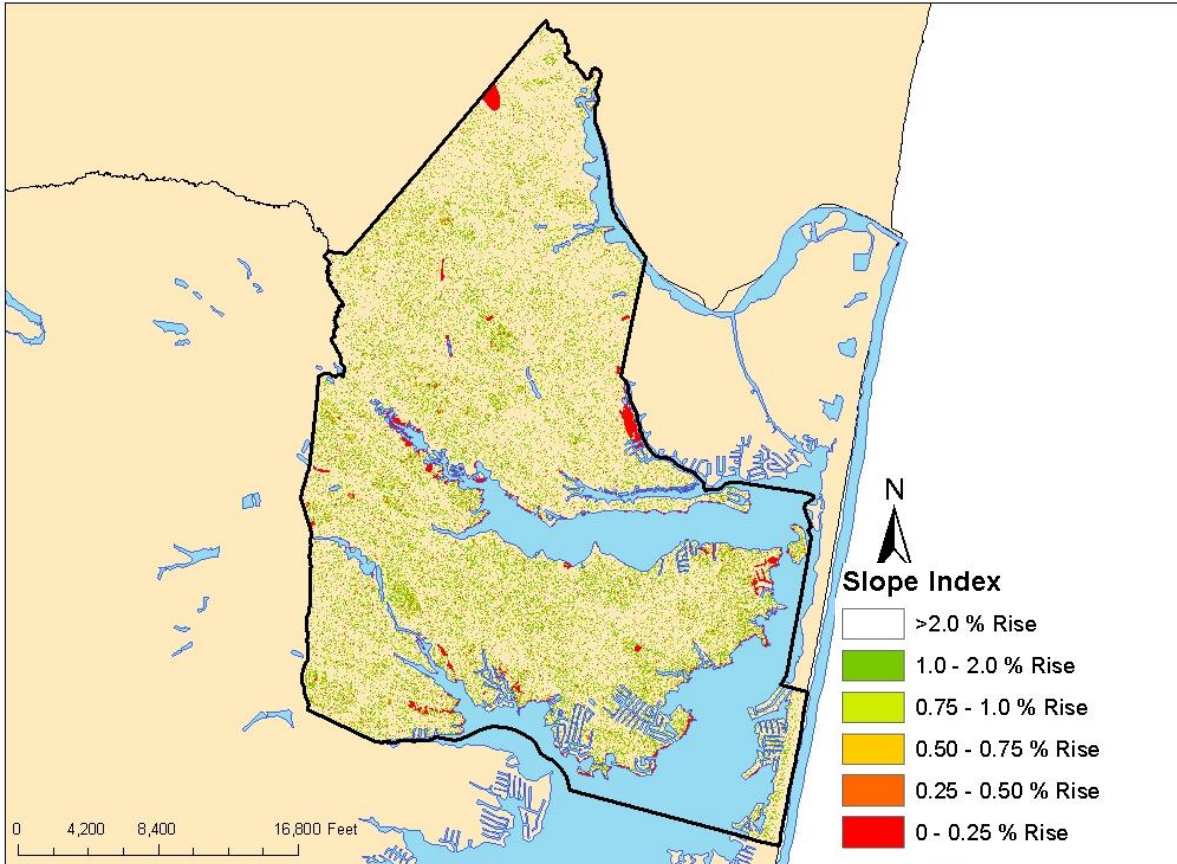 N
Slope Index
>2.0 % Rise
1.0 - 2.0 % Rise
0.75 - 1.0 % Rise
0.50 - 0.75 % Rise
0.25 - 0.50 % Rise
0 - 0.25 % Rise
0 4,200 8,400 16,800 Feet